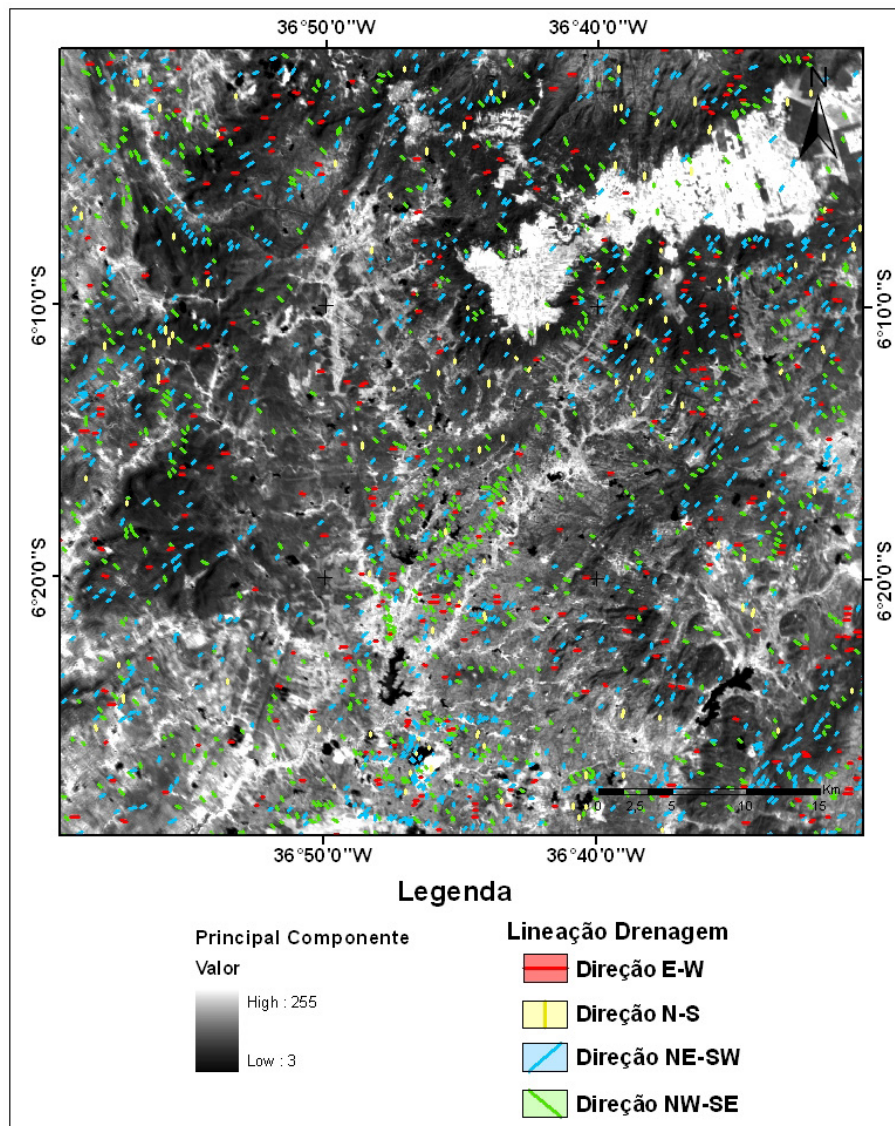 36°50'0"W 36°40'0"W
N
6°10'0"S 6°10'0"S
6°20'0"S 6°20'0"S
Km
0 2,5 5 10 15
36°50'0"W 36°40'0"W
Legenda
Principal Componente
Valor
High : 255
Low : 3
Lineação Drenagem
Direção E-W
Direção N-S
Direção NE-SW
Direção NW-SE